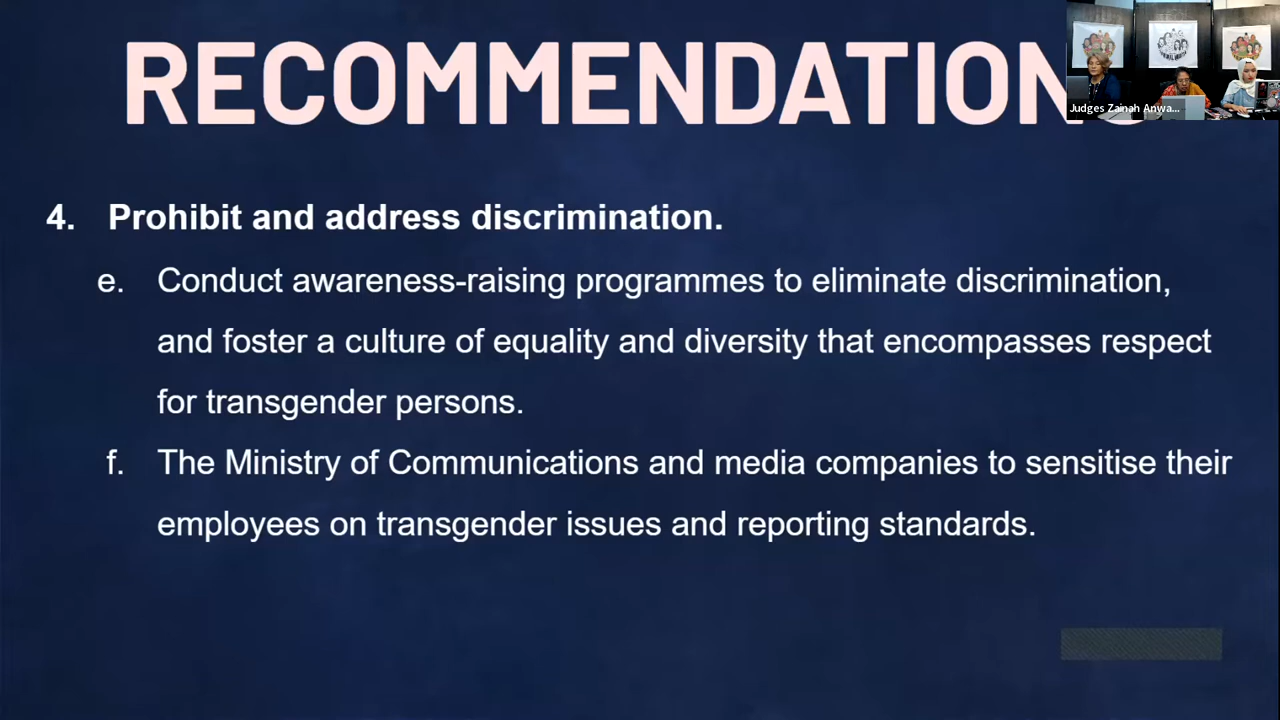 RECOMMENDATIONS
Judges Zainah Anwa...
4. Prohibit and address discrimination.
e. Conduct awareness-raising programmes to eliminate discrimination,
and foster a culture of equality and diversity that encompasses respect
for transgender persons.
f. The Ministry of Communications and media companies to sensitise their
employees on transgender issues and reporting standards.